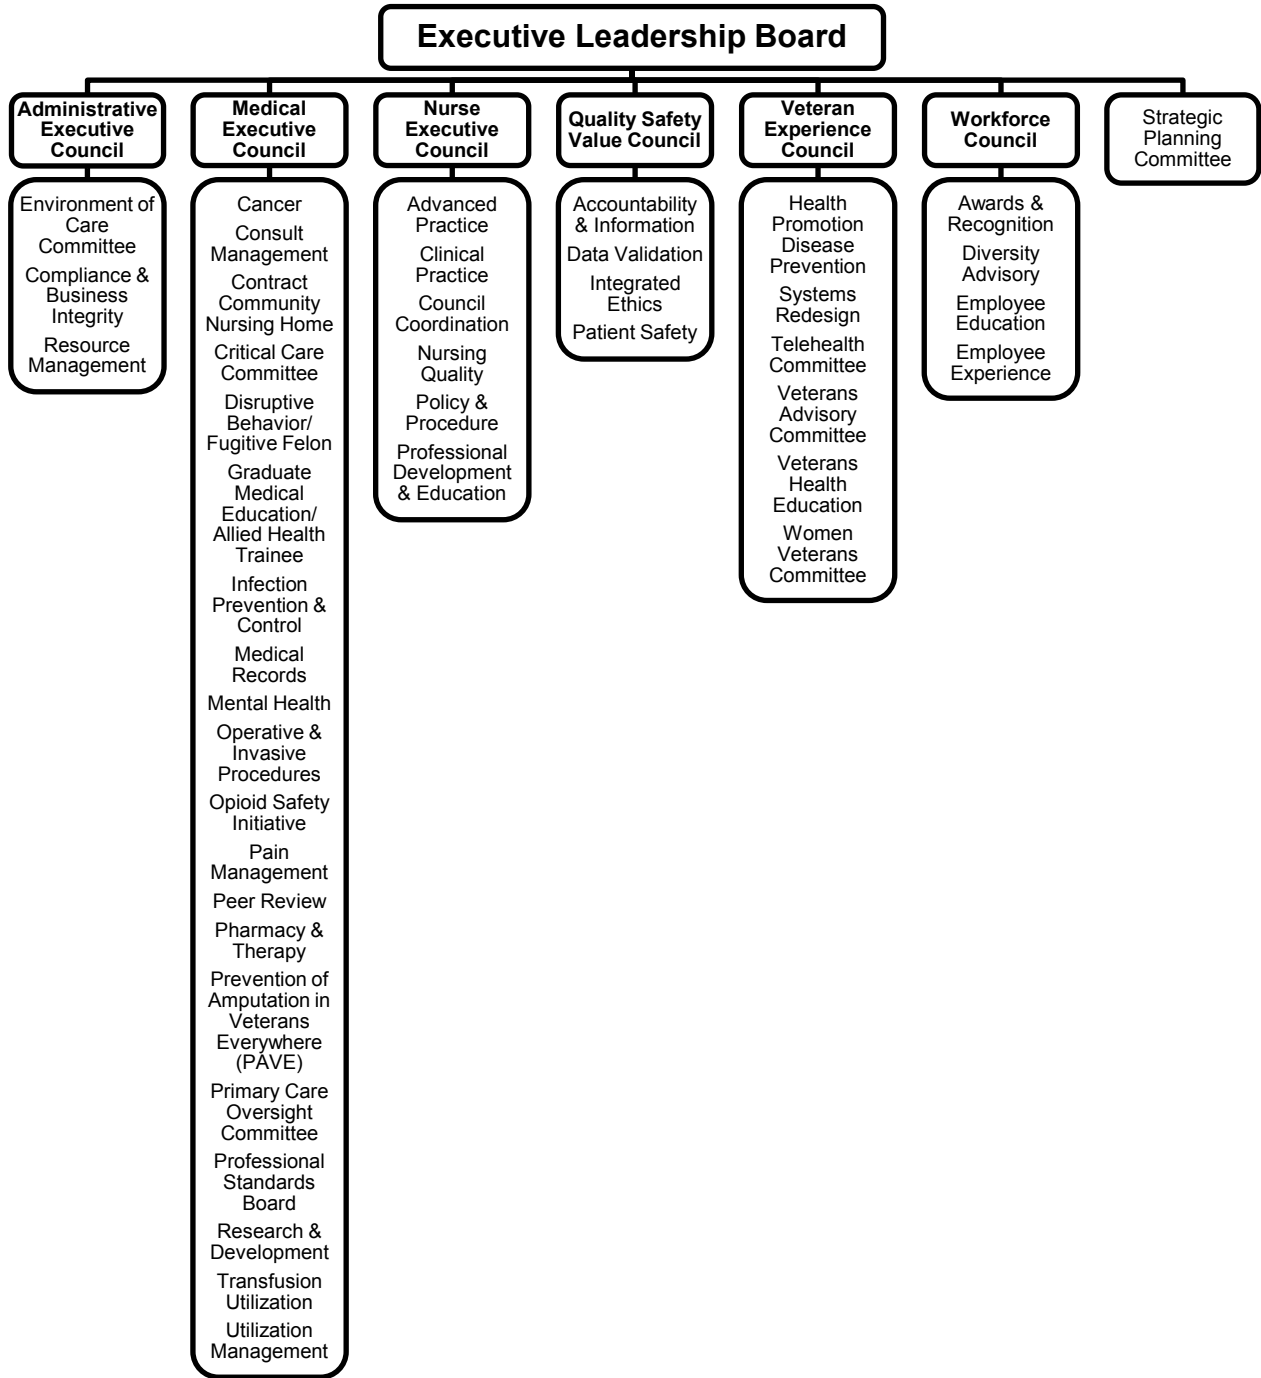 Executive Leadership Board
Administrative
Executive
Council
Environment of
Care
Committee
Compliance &
Business
Integrity
Resource
Management
Medical
Executive
Council
Cancer
Consult
Management
Contract
Community
Nursing Home
Critical Care
Committee
Disruptive
Behavior/
Fugitive Felon
Graduate
Medical
Education/
Allied Health
Trainee
Infection
Prevention &
Control
Medical
Records
Mental Health
Operative &
Invasive
Procedures
Opioid Safety
Initiative
Pain
Management
Peer Review
Pharmacy &
Therapy
Prevention of
Amputation in
Veterans
Everywhere
(PAVE)
Primary Care
Oversight
Committee
Professional
Standards
Board
Research &
Development
Transfusion
Utilization
Utilization
Management
Nurse
Executive
Council
Advanced
Practice
Clinical
Practice
Council
Coordination
Nursing
Quality
Policy &
Procedure
Professional
Development
& Education
Quality Safety
Value Council
Accountability
& Information
Data Validation
Integrated
Ethics
Patient Safety
Veteran
Experience
Council
Health
Promotion
Disease
Prevention
Systems
Redesign
Telehealth
Committee
Veterans
Advisory
Committee
Veterans
Health
Education
Women
Veterans
Committee
Workforce
Council
Awards &
Recognition
Diversity
Advisory
Employee
Education
Employee
Experience
Strategic
Planning
Committee